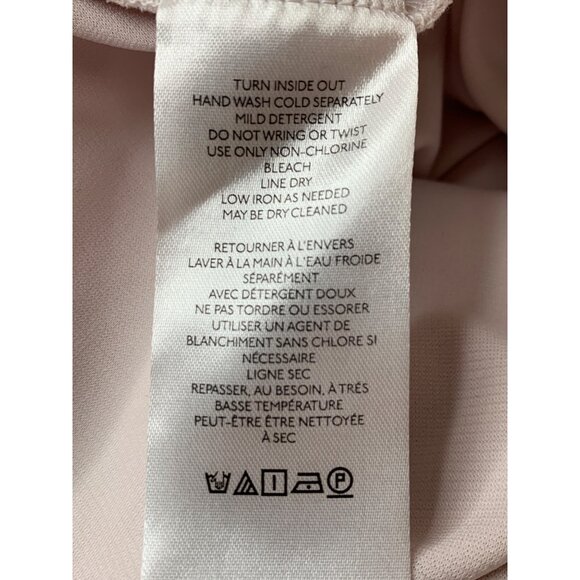 TURN INSIDE OUT
HAND WASH COLD SEPARATELY
MILD DETERGENT
DO NOT WRING OR TWIST
USE ONLY NON-CHLORINE
BLEACH
LINE DRY
LOW IRON AS NEEDED
MAY BE DRY CLEANED
RETOURNER À L'ENVERS
LAVER À LA MAIN À L'EAU FROIDE
SÉPARÉMENT
AVEC DÉTERGENT DOUX
NE PAS TORDRE OU ESSORER
UTILISER UN AGENT DE
BLANCHIMENT SANS CHLORE SI
NÉCESSAIRE
LIGNE SEC
REPASSER, AU BESOIN, À TRÉS
BASSE TEMPÉRATURE
PEUT-ÊTRE ÊTRE NETTOYÉE
À SEC
P